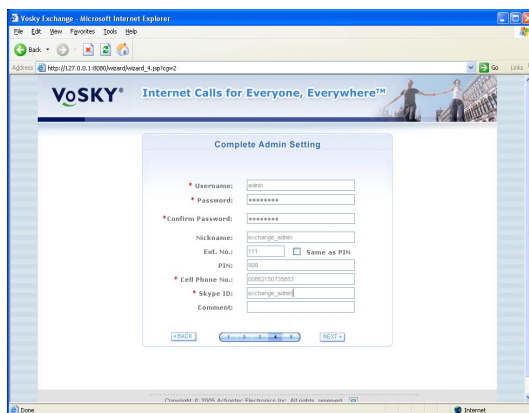 Vosky Exchange - Microsoft Internet Explorer
File Edit View Favorites Tools Help
Back
Address http://127.0.0.1:8080/wizard/wizard_4.jsp?cg=2 Go Links
VoSKY® Internet Calls for Everyone, Everywhere™
Complete Admin Setting
* Username: admin
* Password: ••••••••
*Confirm Password: ••••••••
Nickname: exchange_admin
Ext. No.: 111 Same as PIN
PIN: 999
* Cell Phone No.: 00862150735653
* Skype ID: exchange_admin
Comment:
BACK 1 2 3 4 5 NEXT
Copyright © 2005 Actiontec Electronics Inc. All rights reserved.
Done Internet